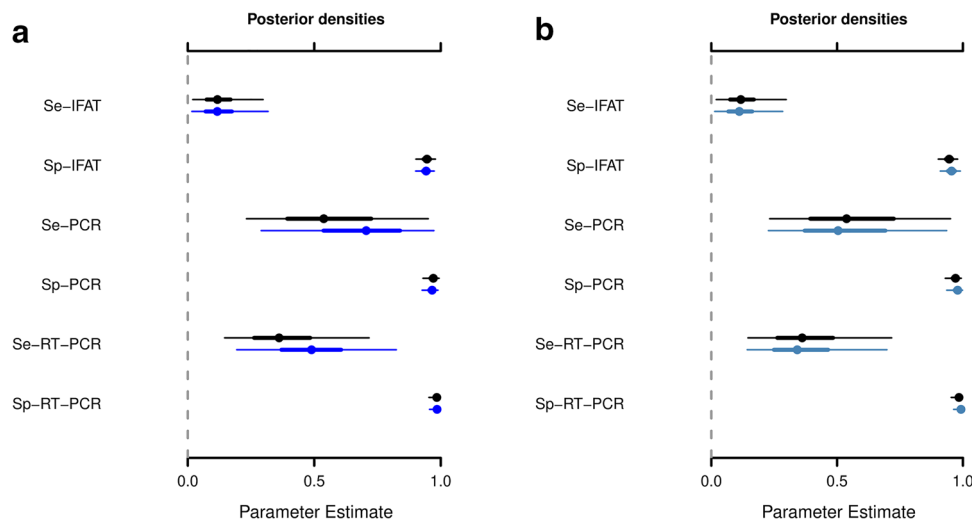 a
Posterior densities
Se−IFAT
Sp−IFAT
Se−PCR
Sp−PCR
Se−RT−PCR
Sp−RT−PCR
0.0 0.5 1.0
Parameter Estimate
b
Posterior densities
Se−IFAT
Sp−IFAT
Se−PCR
Sp−PCR
Se−RT−PCR
Sp−RT−PCR
0.0 0.5 1.0
Parameter Estimate